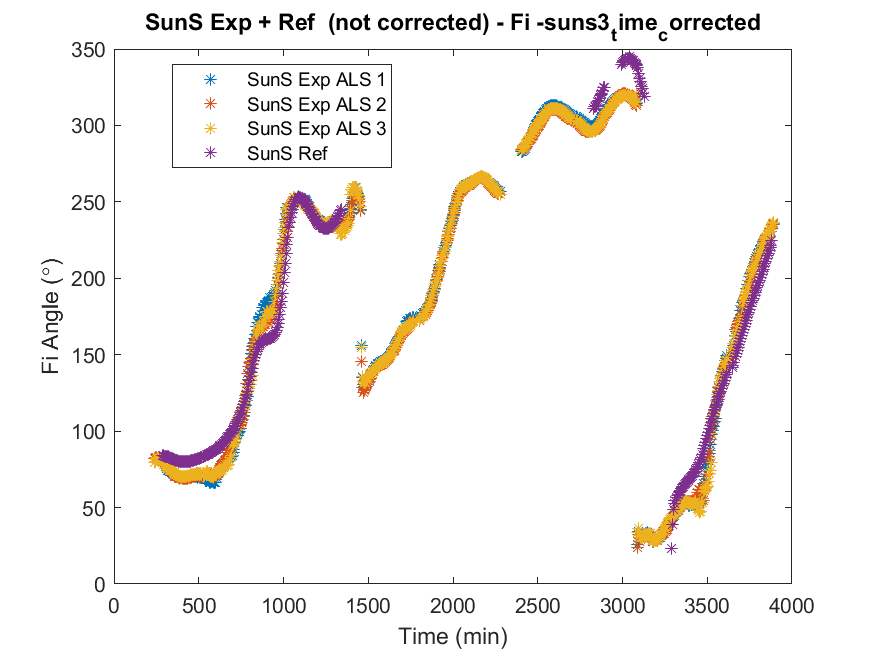 SunS Exp + Ref  (not corrected) - Fi -suns3_time_corrected
350
300
250
200
150
100
50
0
Fi Angle (°)
SunS Exp ALS 1
SunS Exp ALS 2
SunS Exp ALS 3
SunS Ref
0 500 1000 1500 2000 2500 3000 3500 4000
Time (min)